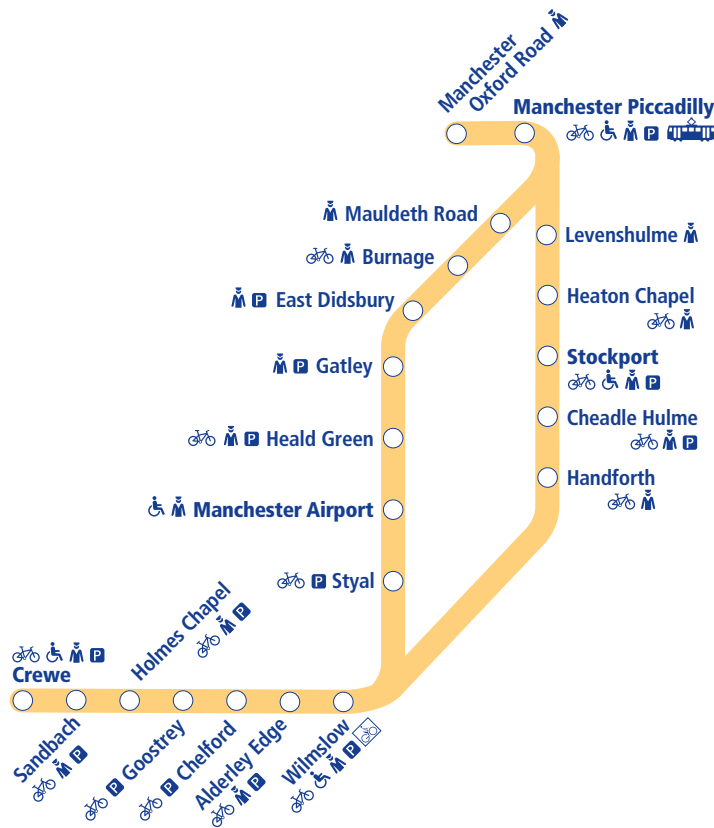 Manchester
Oxford Road
Manchester Piccadilly
P
Mauldeth Road
Levenshulme
Burnage
Heaton Chapel
P East Didsbury
Stockport
P
P Gatley
Cheadle Hulme
P
P Heald Green
Handforth
Manchester Airport
P Styal
Holmes Chapel
P
P
Crewe
Sandbach
P
P Goostrey
P Chelford
Alderley Edge
P
Wilmslow
P